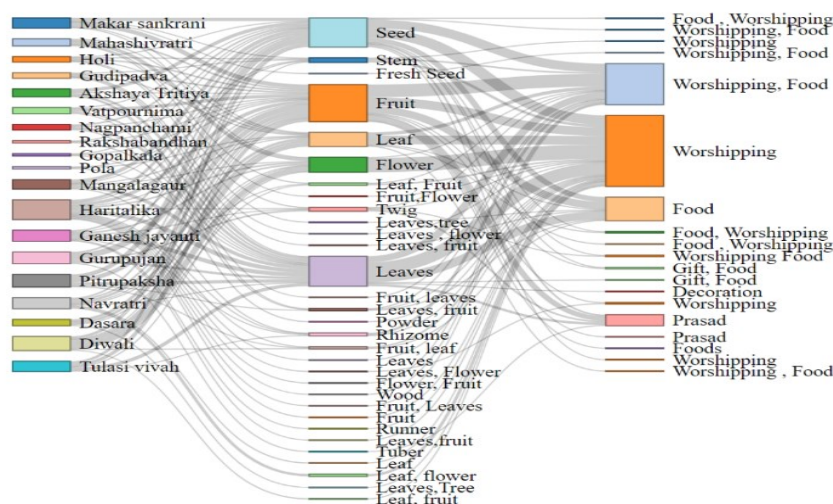 Makar sankrani
Mahashivratri
Holi
Gudipadva
Akshaya Tritiya
Vatpournima
Nagpanchami
Rakshabandhan
Gopalkala
Pola
Mangalagaur
Haritalika
Ganesh jayanti
Gurupujan
Pitrupaksha
Navratri
Dasara
Diwali
Tulasi vivah
Seed
Stem
Fresh Seed
Fruit
Leaf
Flower
Leaf, Fruit
Fruit,Flower
Twig
Leaves,tree
Leaves , flower
Leaves, fruit
Leaves
Fruit, leaves
Leaves, fruit
Powder
Rhizome
Fruit, leaf
Leaves
Leaves, Flower
Flower, Fruit
Wood
Fruit, Leaves
Fruit
Runner
Leaves,fruit
Tuber
Leaf
Leaf, flower
Leaves,Tree
Leaf, fruit
Food , Worshipping
Worshipping, Food
Worshipping
Worshipping, Food
Worshipping, Food
Worshipping
Food
Food, Worshipping
Food , Worshipping
Worshipping Food
Gift, Food
Gift, Food
Decoration
Worshipping
Prasad
Prasad
Foods
Worshipping
Worshipping , Food